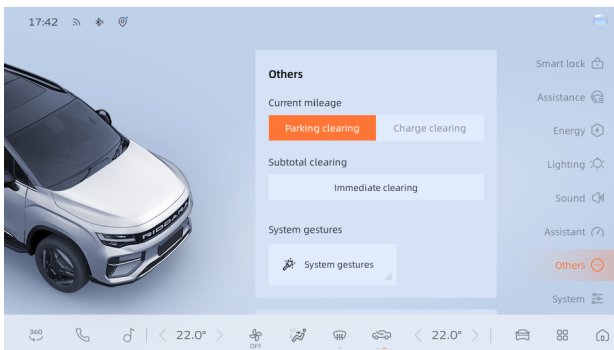 17:42
Others
Current mileage
Parking clearing
Charge clearing
Subtotal clearing
Immediate clearing
System gestures
System gestures
Smart lock
Assistance
Energy
Lighting
Sound
Assistant
Others
System
RIDDARA
360
22.0°
OFF
22.0°